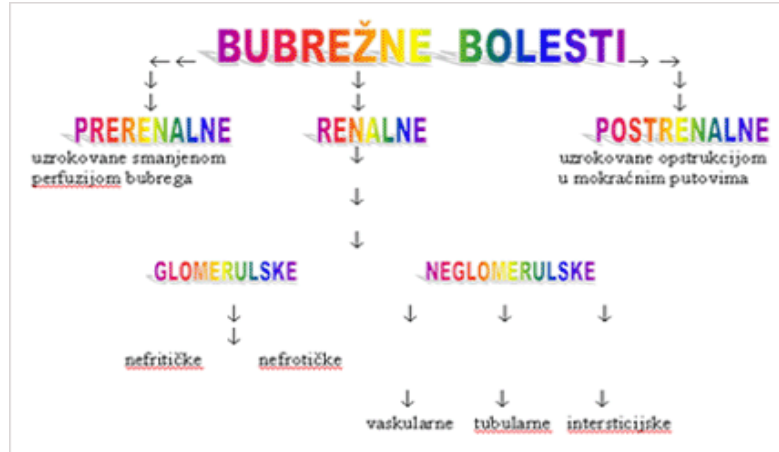 BUBREŽNE BOLESTI
PRERENALNE
uzrokovane smanjenom
perfuzijom bubrega
RENALNE
POSTRENALNE
uzrokovane opstrukcijom
u mokraćnim putovima
GLOMERULSKE
NEGLOMERULSKE
nefritičke
nefrotičke
vaskularne
tubularne
intersticijske